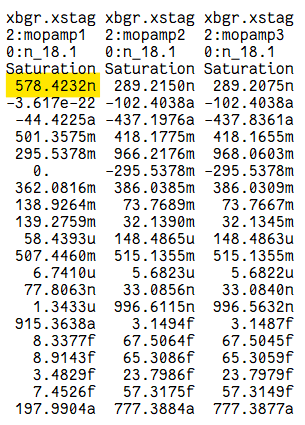 xbgr.xstag xbgr.xstag xbgr.xstag
2:mopamp1 2:mopamp2 2:mopamp3
0:n_18.1 0:n_18.1 0:n_18.1
Saturation Saturation Saturation
578.4232n 289.2150n 289.2075n
-3.617e-22 -102.4038a -102.4038a
-44.4225a -437.1976a -437.8361a
501.3575m 418.1775m 418.1655m
295.5378m 966.2176m 968.0603m
0. -295.5378m -295.5378m
362.0816m 386.0385m 386.0309m
138.9264m 73.7689m 73.7667m
139.2759m 32.1390m 32.1345m
58.4393u 148.4865u 148.4863u
507.4460m 515.1355m 515.1355m
6.7410u 5.6823u 5.6822u
77.8063n 33.0856n 33.0840n
1.3433u 996.6115n 996.5632n
915.3638a 3.1494f 3.1487f
8.3377f 67.5064f 67.5045f
8.9143f 65.3086f 65.3059f
3.4829f 23.7986f 23.7979f
7.4526f 57.3175f 57.3149f
197.9904a 777.3884a 777.3877a